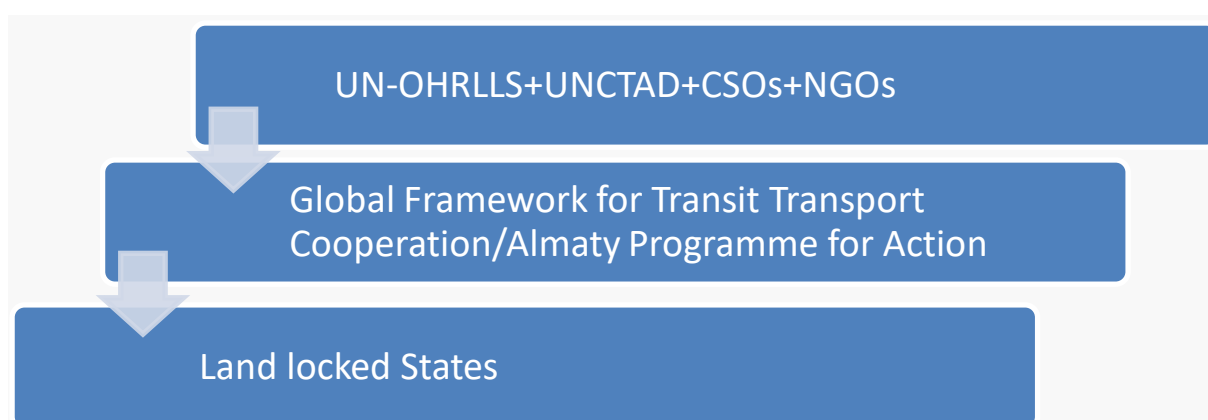 UN-OHRLLS+UNCTAD+CSOs+NGOs
Global Framework for Transit Transport
Cooperation/Almaty Programme for Action
Land locked States